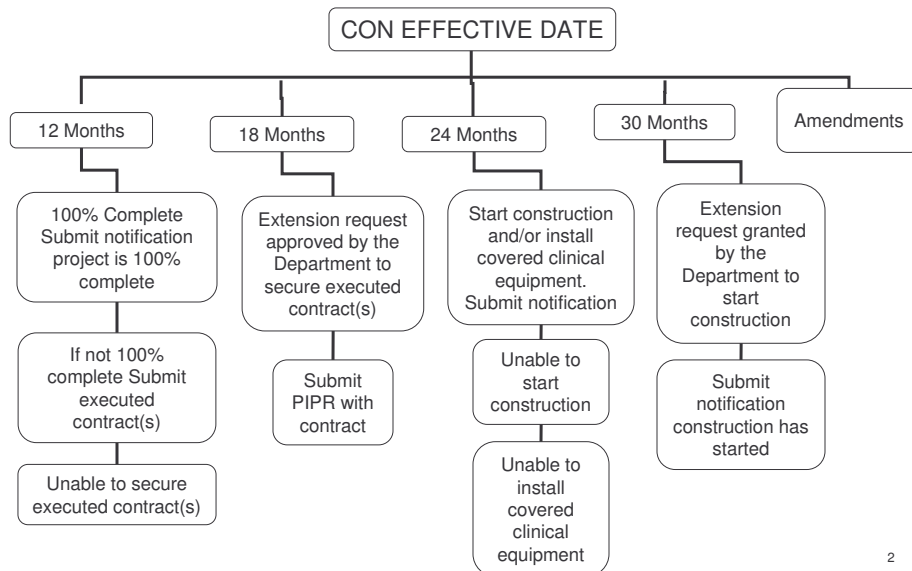 CON EFFECTIVE DATE
12 Months
18 Months
24 Months
30 Months
Amendments
100% Complete
Submit notification
project is 100%
complete
If not 100%
complete Submit
executed
contract(s)
Unable to secure
executed contract(s)
Extension request
approved by the
Department to
secure executed
contract(s)
Submit
PIPR with
contract
Start construction
and/or install
covered clinical
equipment.
Submit notification
Unable to
start
construction
Unable to
install
covered
clinical
equipment
Extension
request granted
by the
Department to
start
construction
Submit
notification
construction has
started
2